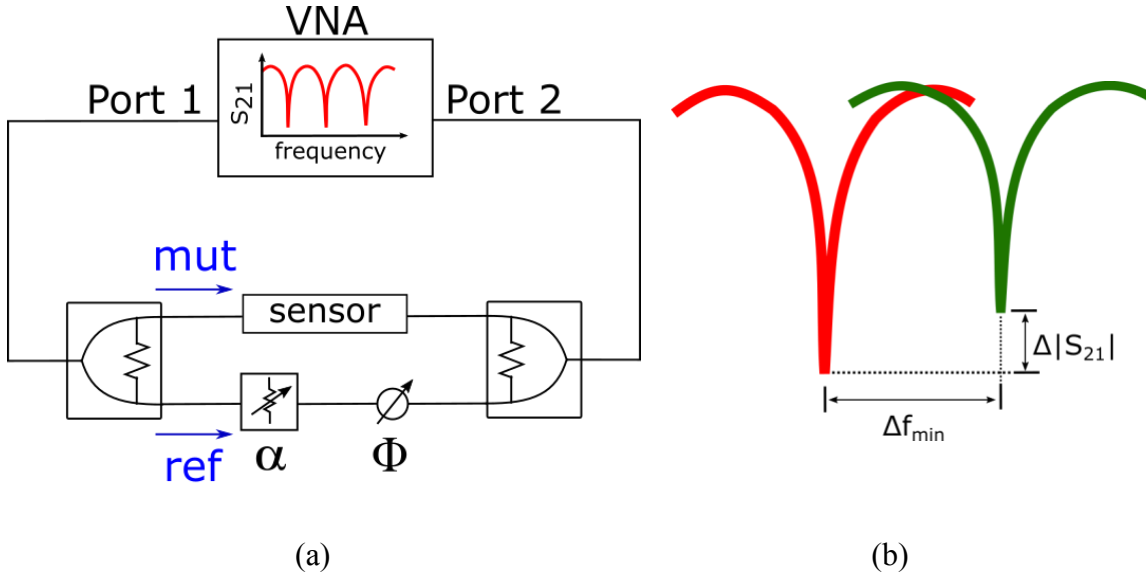 VNA
Port 1
S21
frequency
Port 2
mut
sensor
ref
α
Φ
Δ|S21|
Δfmin
(a)
(b)